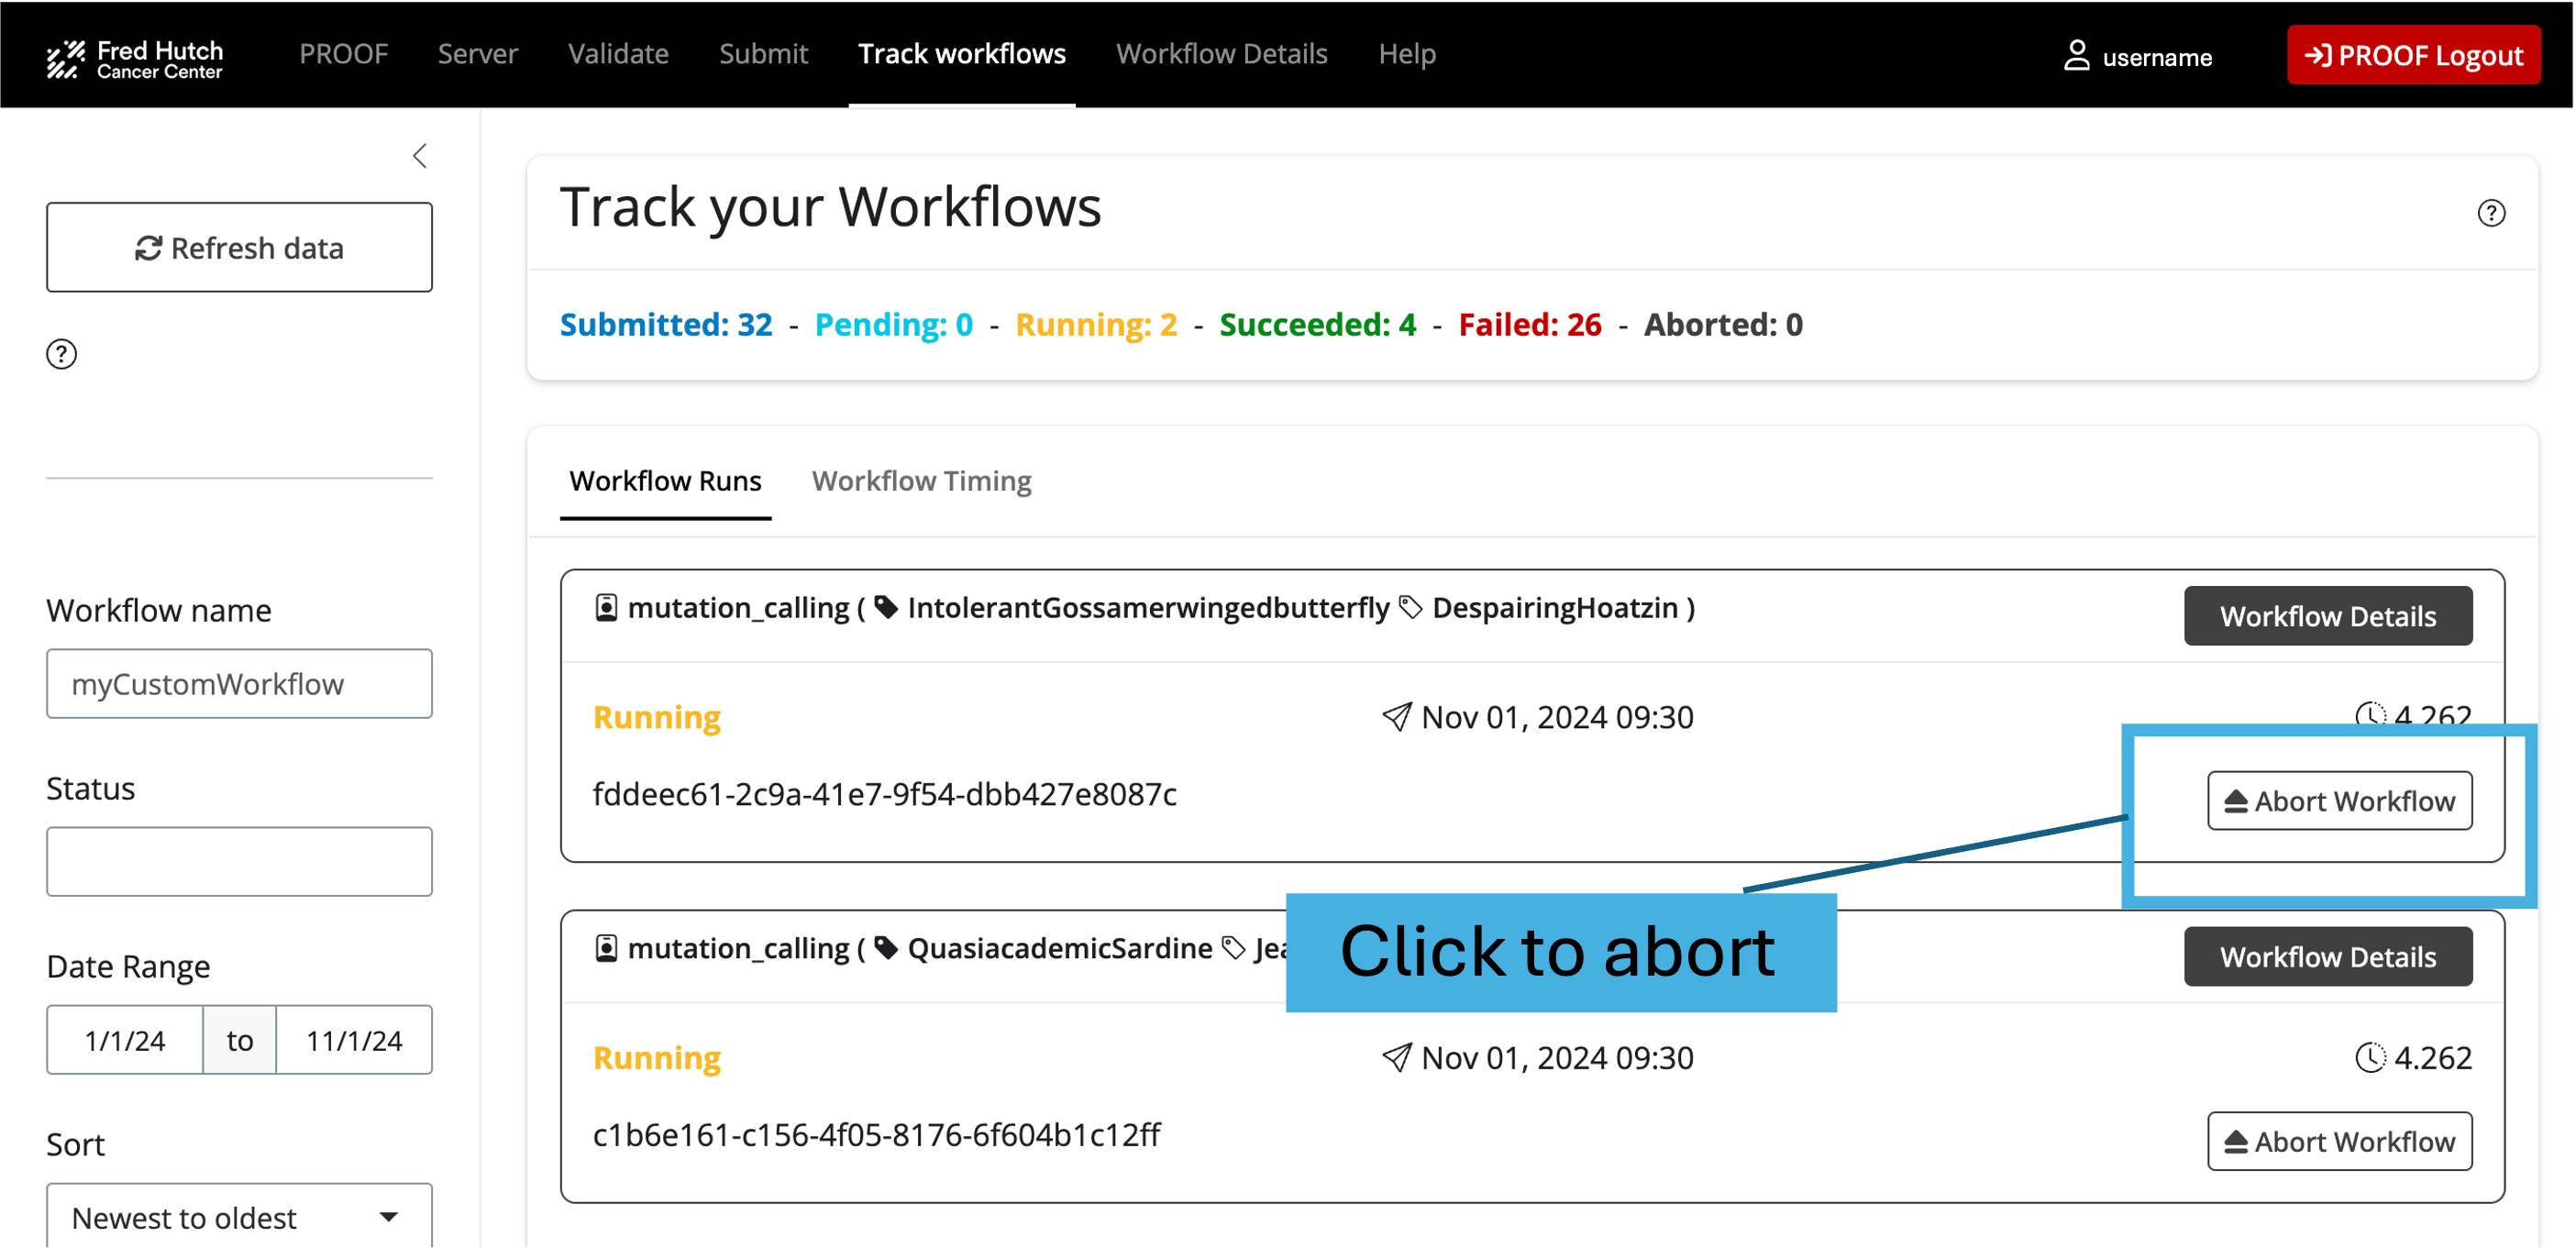 Fred Hutch
Cancer Center
PROOF Server Validate Submit Track workflows Workflow Details Help
username
PROOF Logout
Refresh data
Workflow name
myCustomWorkflow
Status
Date Range
1/1/24 to 11/1/24
Sort
Newest to oldest
Track your Workflows
Submitted: 32 - Pending: 0 - Running: 2 - Succeeded: 4 - Failed: 26 - Aborted: 0
Workflow Runs Workflow Timing
mutation_calling ( IntolerantGossamerwingedbutterfly DespairingHoatzin )
Workflow Details
Running Nov 01, 2024 09:30 4.262
fddeec61-2c9a-41e7-9f54-dbb427e8087c
Abort Workflow
Click to abort
mutation_calling ( QuasiacademicSardine
Workflow Details
Running Nov 01, 2024 09:30 4.262
c1b6e161-c156-4f05-8176-6f604b1c12ff
Abort Workflow